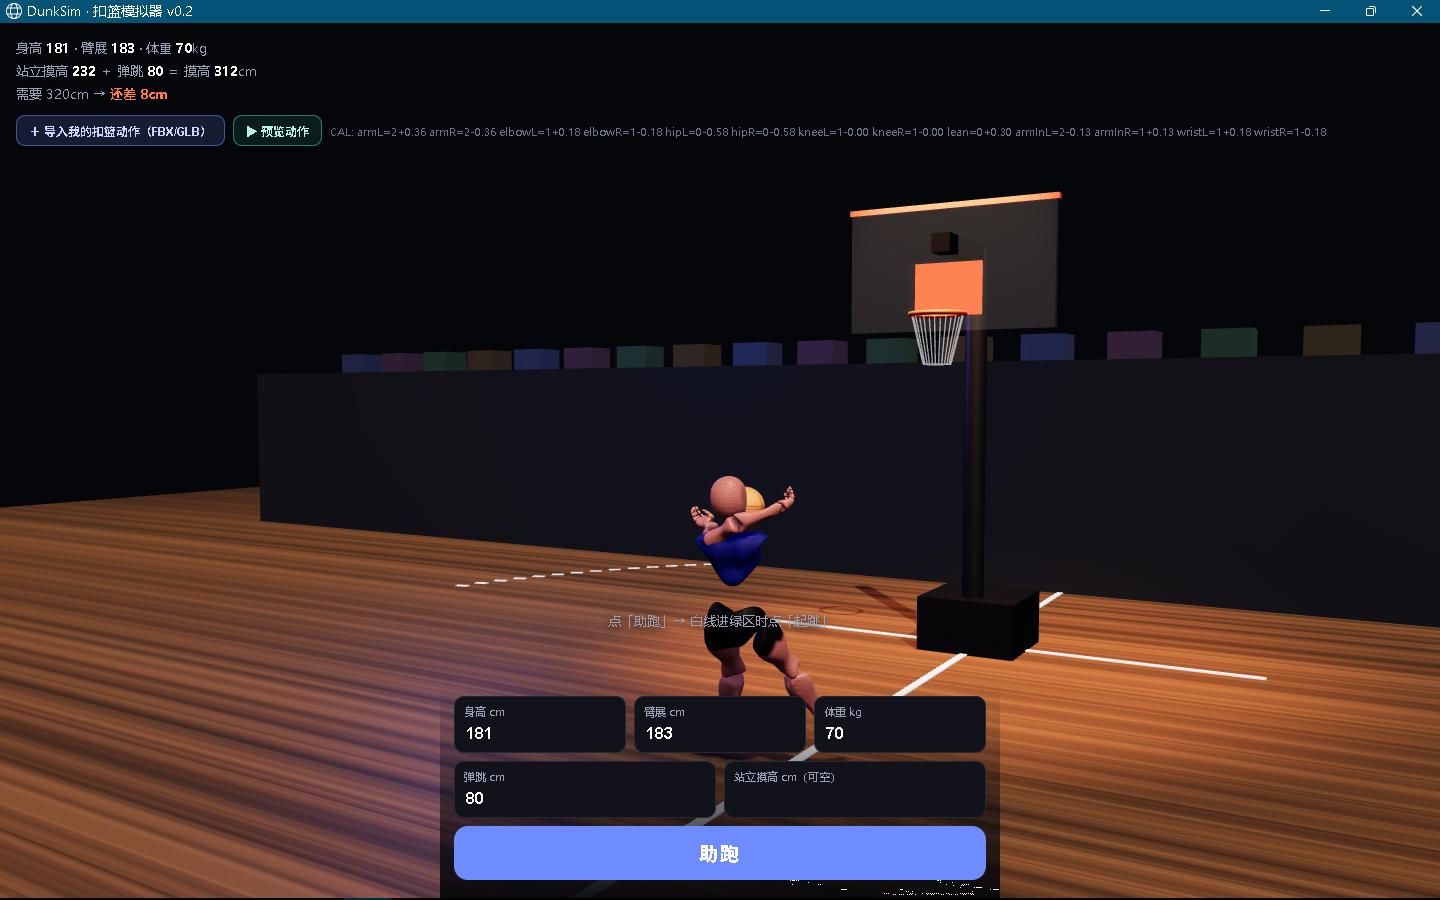 DunkSim · 扣篮模拟器 v0.2
身高 181 · 臂展 183 · 体重 70kg
站立摸高 232 + 弹跳 80 = 摸高 312cm
需要 320cm → 还差 8cm
+ 导入我的扣篮动作（FBX/GLB）
▶ 预览动作
CAL: armL=2+0.36 armR=2-0.36 elbowL=1+0.18 elbowR=1-0.18 hipL=0-0.58 hipR=0-0.58 kneeL=1-0.00 kneeR=1-0.00 lean=0+0.30 armInL=2-0.13 armInR=1+0.13 wristL=1+0.18 wristR=1-0.18
点「助跑」→ 白线进绿区时点「起跳」
身高 cm
181
臂展 cm
183
体重 kg
70
弹跳 cm
80
站立摸高 cm（可空）
助跑